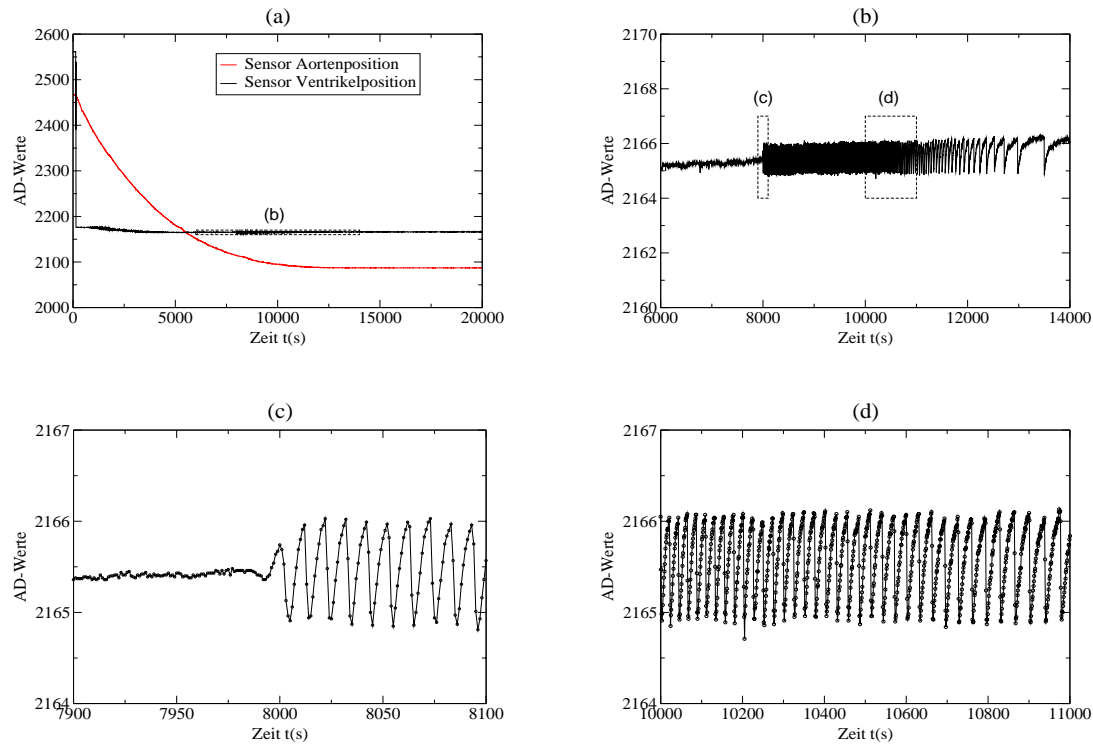 (a)
2600
2500
2400
2300
2200
2100
2000
AD-Werte
Sensor Aortenposition
Sensor Ventrikelposition
(b)
0 5000 10000 15000 20000
Zeit t(s)
(b)
2170
2168
2166
2164
2162
2160
AD-Werte
(c) (d)
6000 8000 10000 12000 14000
Zeit t(s)
(c)
2167
2166
2165
2164
AD-Werte
7900 7950 8000 8050 8100
Zeit t(s)
(d)
2167
2166
2165
2164
AD-Werte
10000 10200 10400 10600 10800 11000
Zeit t(s)